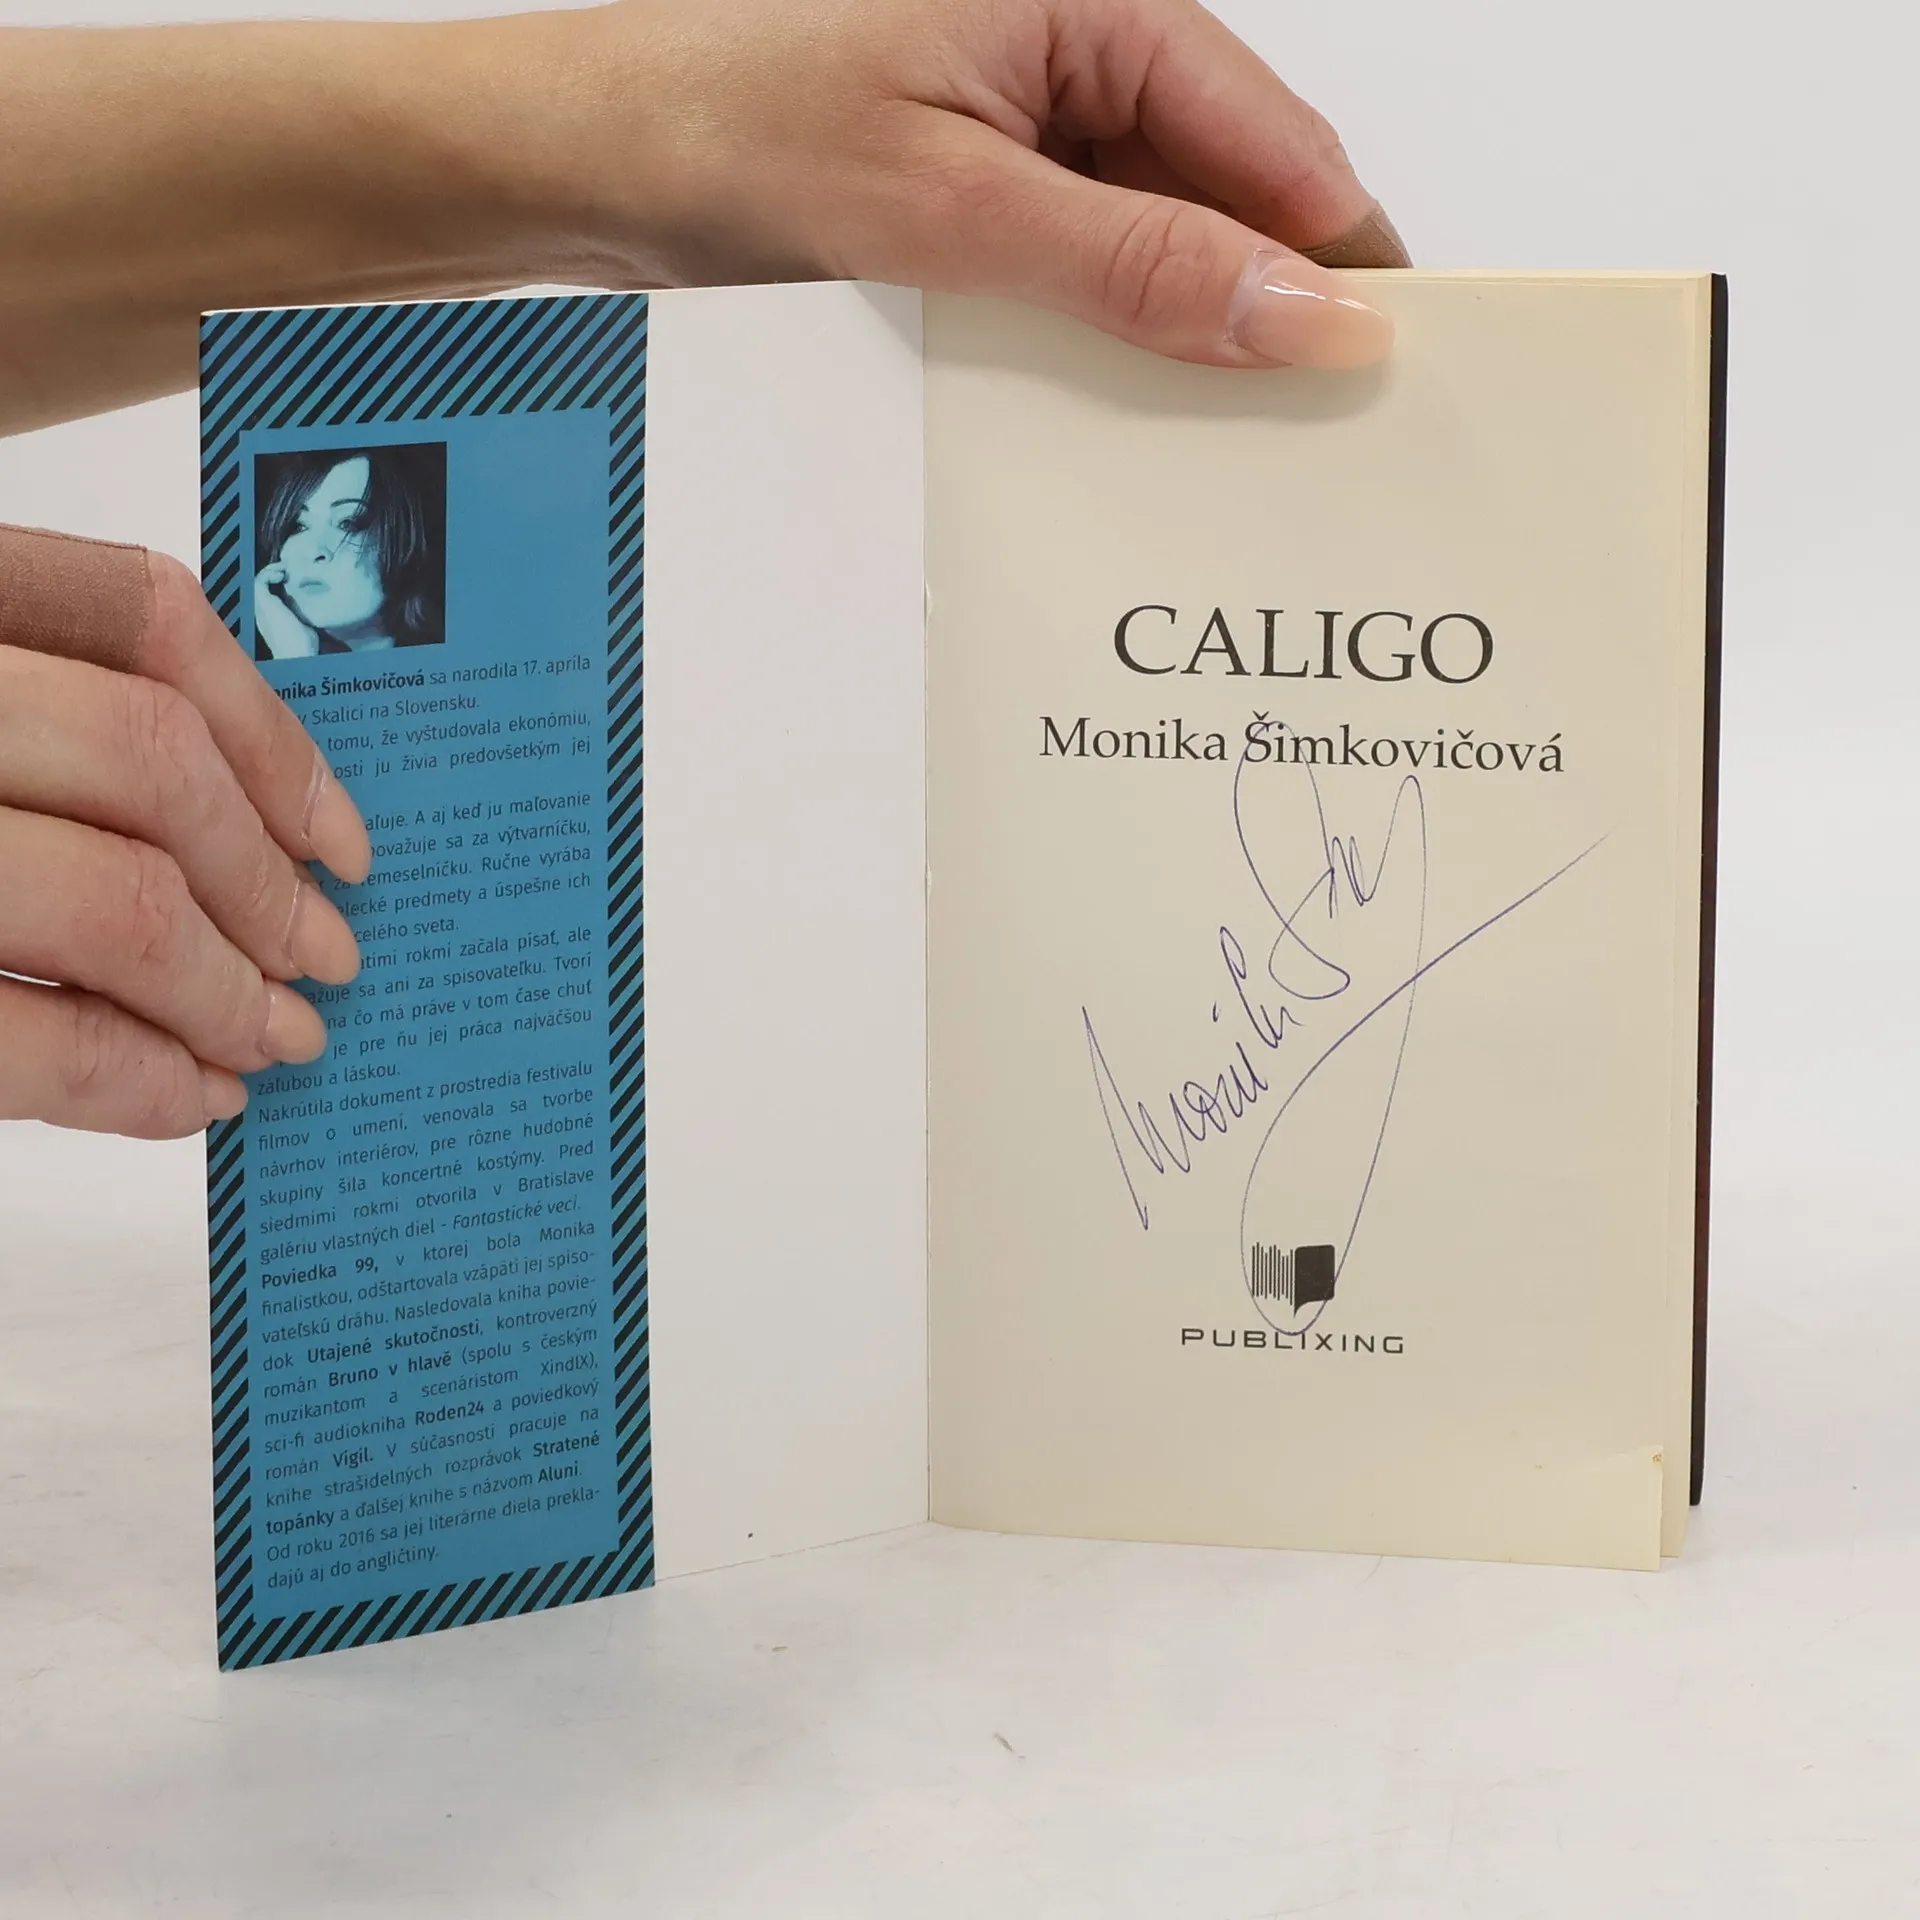 Šimkovičová sa narodila 17. apríla
v Skalici na Slovensku.
tomu, že vyštudovala ekonómiu,
ju živia predovšetkým jej
A aj keď ju maľovanie
považuje sa za výtvarníčku,
remeselníčku. Ručne vyrába
predmety a úspešne ich
celého sveta.
rokmi začala písať, ale
sa ani za spisovateľku. Tvorí
na čo má práve v tom čase chuť
je pre ňu jej práca najväčšou
záľubou a láskou.
Nakrútila dokument z prostredia festivalu
filmov o umení, venovala sa tvorbe
návrhov interiérov, pre rôzne hudobné
skupiny šila koncertné kostýmy. Pred
siedmimi rokmi otvorila v Bratislave
galériu vlastných diel - Fantastické veci.
Poviedka 99, v ktorej bola Monika
finalistkou, odštartovala vzápätí jej spiso-
vateľskú dráhu. Nasledovala kniha povie-
dok Utajené skutočnosti, kontroverzný
román Bruno v hlavě (spolu s českým
muzikantom a scenáristom XindlX),
sci-fi audiokniha Roden24 a poviedkový
román Vigíl. V súčasnosti pracuje na
knihe strašidelných rozprávok Stratené
topánky a ďalšej knihe s názvom Aluni.
Od roku 2016 sa jej literárne diela prekla-
dajú aj do angličtiny.
CALIGO
Monika Šimkovičová
PUBLIXING